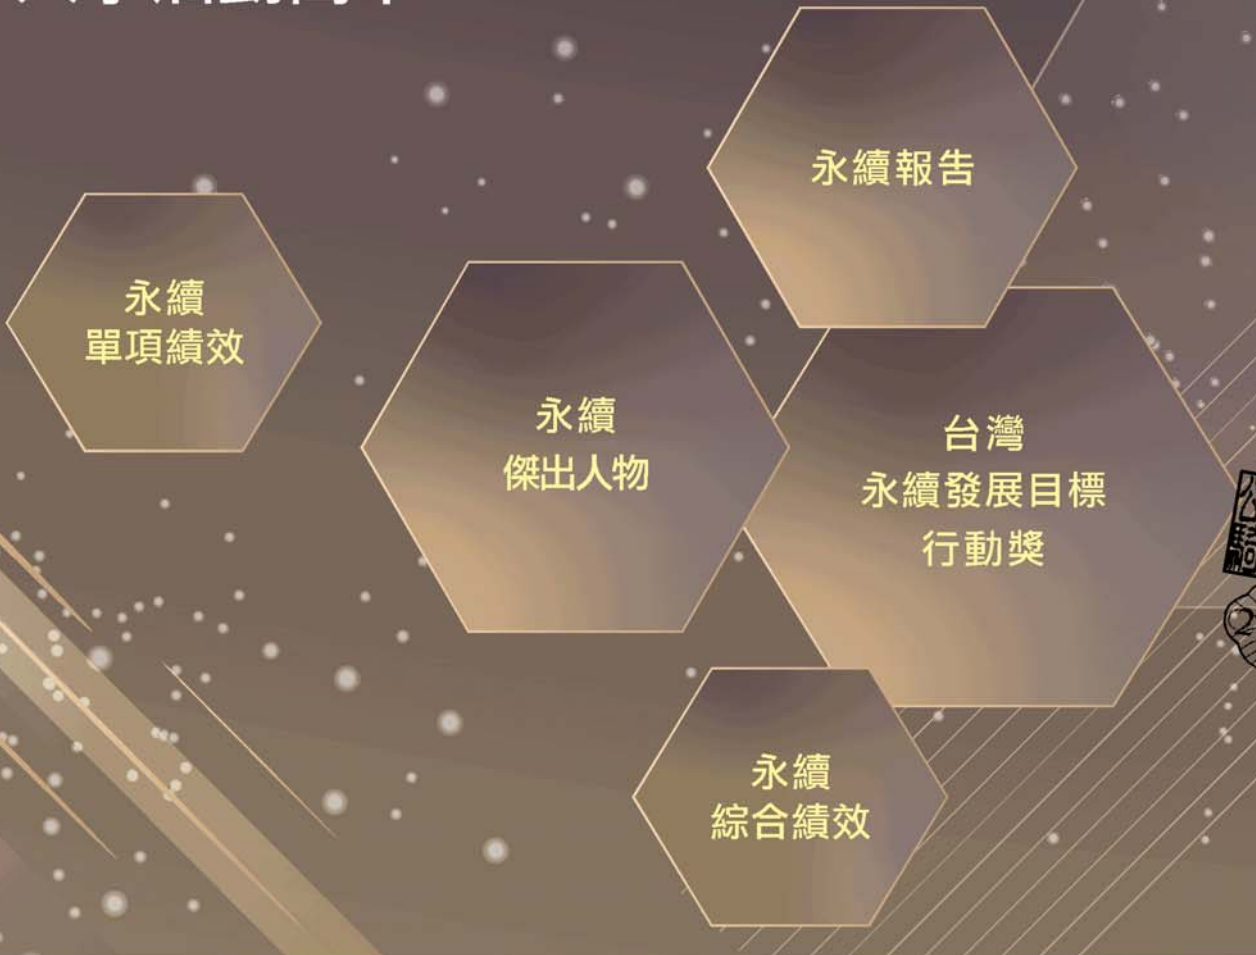 永續報告
永續
單項績效
永續
傑出人物
台灣
永續發展目標
行動獎
永續
綜合績效